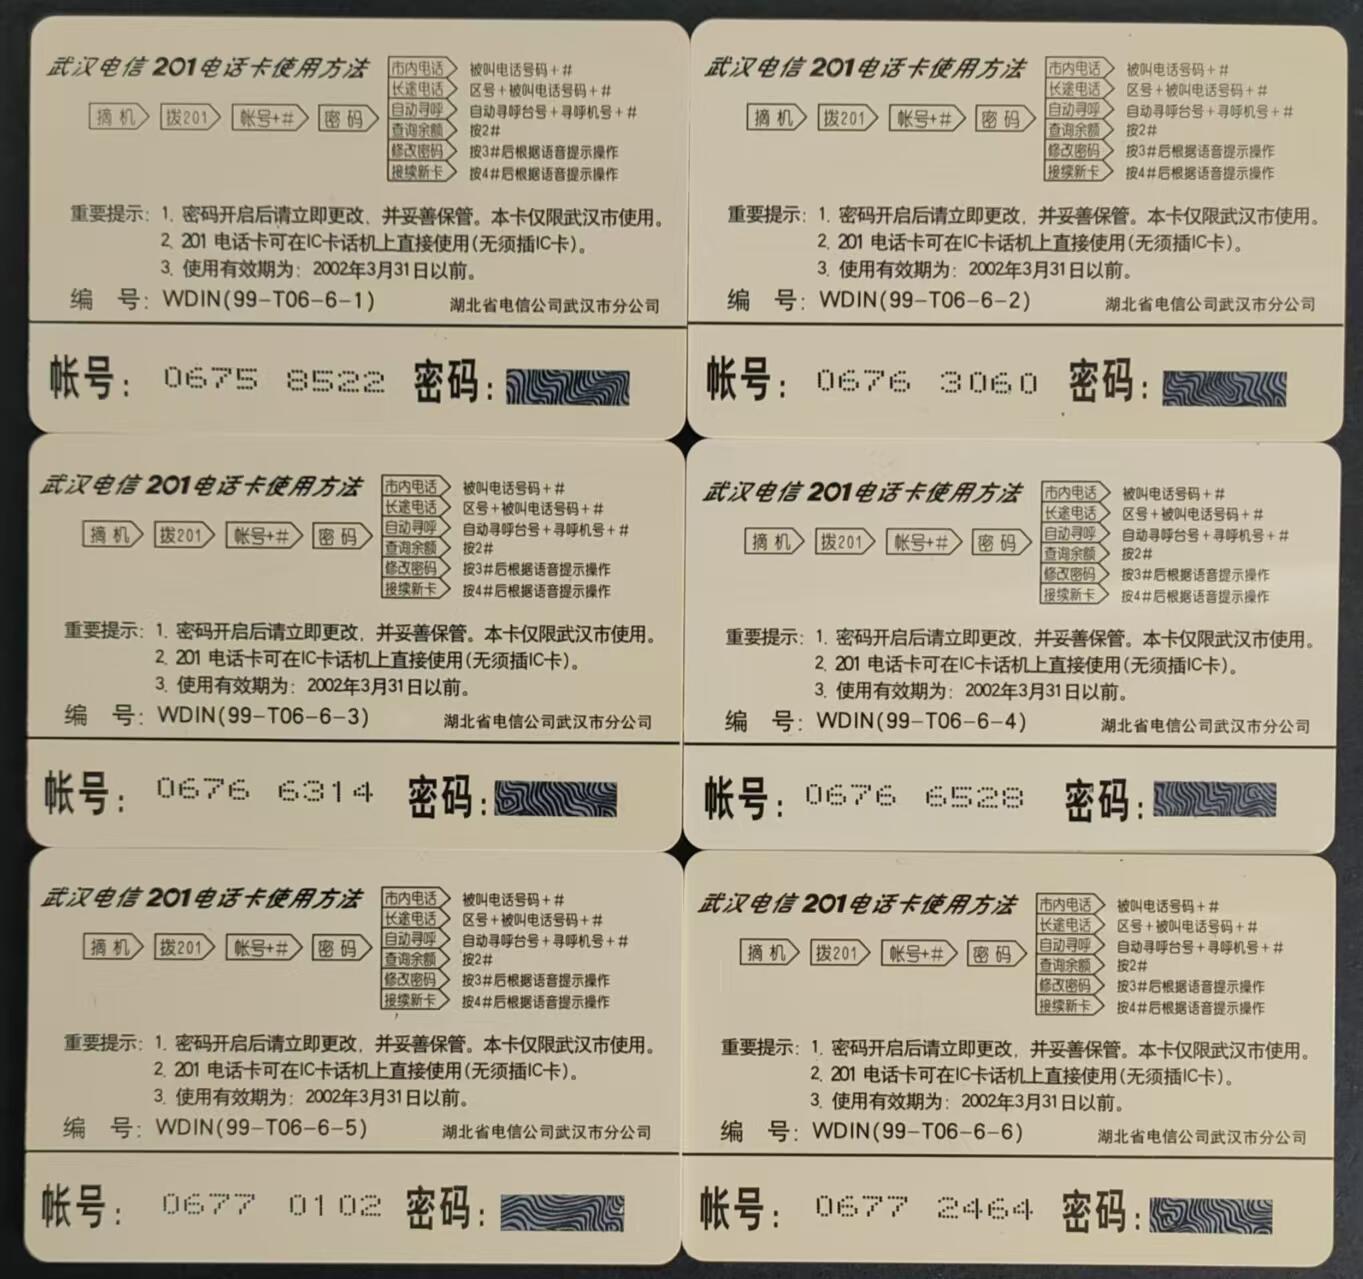 武汉电信 201电话卡使用方法
摘机 拨201 帐号+# 密码
市内电话 被叫电话号码+#
长途电话 区号+被叫电话号码+#
自动寻呼 自动寻呼台号+寻呼机号+#
查询余额 按2#
修改密码 按3#后根据语音提示操作
接续新卡 按4#后根据语音提示操作
重要提示: 1. 密码开启后请立即更改, 并妥善保管。本卡仅限武汉市使用。
2. 201 电话卡可在IC卡话机上直接使用(无须插IC卡)。
3. 使用有效期为: 2002年3月31日以前。
编 号: WDIN(99-T06-6-1) 湖北省电信公司武汉市分公司
帐号: 0675 8522 密码:
武汉电信 201电话卡使用方法
摘机 拨201 帐号+# 密码
市内电话 被叫电话号码+#
长途电话 区号+被叫电话号码+#
自动寻呼 自动寻呼台号+寻呼机号+#
查询余额 按2#
修改密码 按3#后根据语音提示操作
接续新卡 按4#后根据语音提示操作
重要提示: 1. 密码开启后请立即更改, 并妥善保管。本卡仅限武汉市使用。
2. 201 电话卡可在IC卡话机上直接使用(无须插IC卡)。
3. 使用有效期为: 2002年3月31日以前。
编 号: WDIN(99-T06-6-2) 湖北省电信公司武汉市分公司
帐号: 0676 3060 密码:
武汉电信 201电话卡使用方法
摘机 拨201 帐号+# 密码
市内电话 被叫电话号码+#
长途电话 区号+被叫电话号码+#
自动寻呼 自动寻呼台号+寻呼机号+#
查询余额 按2#
修改密码 按3#后根据语音提示操作
接续新卡 按4#后根据语音提示操作
重要提示: 1. 密码开启后请立即更改, 并妥善保管。本卡仅限武汉市使用。
2. 201 电话卡可在IC卡话机上直接使用(无须插IC卡)。
3. 使用有效期为: 2002年3月31日以前。
编 号: WDIN(99-T06-6-3) 湖北省电信公司武汉市分公司
帐号: 0676 6314 密码:
武汉电信 201电话卡使用方法
摘机 拨201 帐号+# 密码
市内电话 被叫电话号码+#
长途电话 区号+被叫电话号码+#
自动寻呼 自动寻呼台号+寻呼机号+#
查询余额 按2#
修改密码 按3#后根据语音提示操作
接续新卡 按4#后根据语音提示操作
重要提示: 1. 密码开启后请立即更改, 并妥善保管。本卡仅限武汉市使用。
2. 201 电话卡可在IC卡话机上直接使用(无须插IC卡)。
3. 使用有效期为: 2002年3月31日以前。
编 号: WDIN(99-T06-6-4) 湖北省电信公司武汉市分公司
帐号: 0676 6528 密码:
武汉电信 201电话卡使用方法
摘机 拨201 帐号+# 密码
市内电话 被叫电话号码+#
长途电话 区号+被叫电话号码+#
自动寻呼 自动寻呼台号+寻呼机号+#
查询余额 按2#
修改密码 按3#后根据语音提示操作
接续新卡 按4#后根据语音提示操作
重要提示: 1. 密码开启后请立即更改, 并妥善保管。本卡仅限武汉市使用。
2. 201 电话卡可在IC卡话机上直接使用(无须插IC卡)。
3. 使用有效期为: 2002年3月31日以前。
编 号: WDIN(99-T06-6-5) 湖北省电信公司武汉市分公司
帐号: 0677 0102 密码:
武汉电信 201电话卡使用方法
摘机 拨201 帐号+# 密码
市内电话 被叫电话号码+#
长途电话 区号+被叫电话号码+#
自动寻呼 自动寻呼台号+寻呼机号+#
查询余额 按2#
修改密码 按3#后根据语音提示操作
接续新卡 按4#后根据语音提示操作
重要提示: 1. 密码开启后请立即更改, 并妥善保管。本卡仅限武汉市使用。
2. 201 电话卡可在IC卡话机上直接使用(无须插IC卡)。
3. 使用有效期为: 2002年3月31日以前。
编 号: WDIN(99-T06-6-6) 湖北省电信公司武汉市分公司
帐号: 0677 2464 密码: